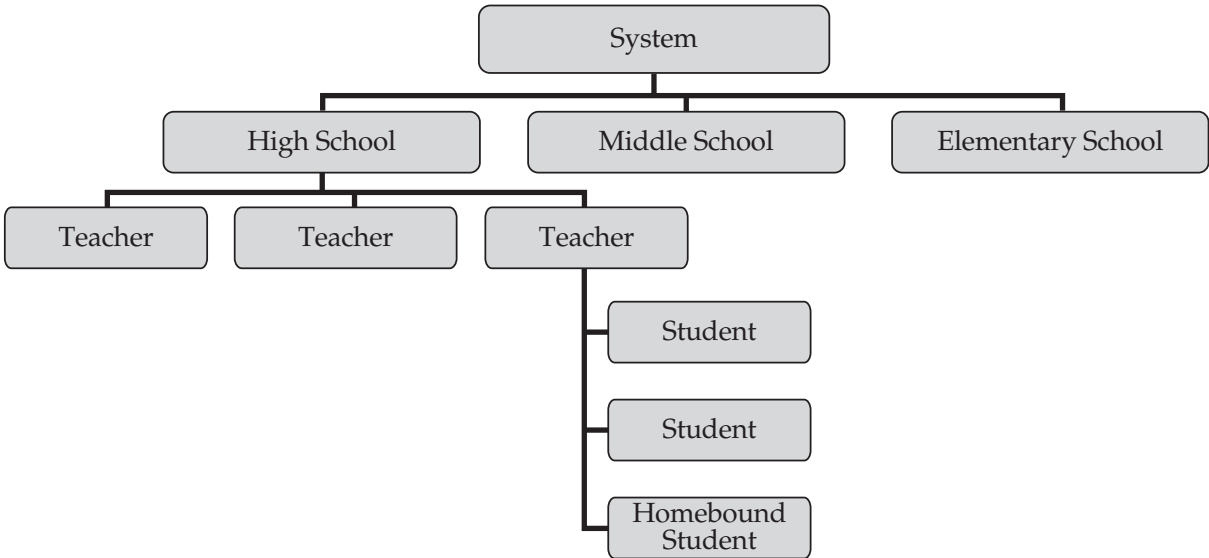 System
High School
Middle School
Elementary School
Teacher
Teacher
Teacher
Student
Student
Homebound
Student